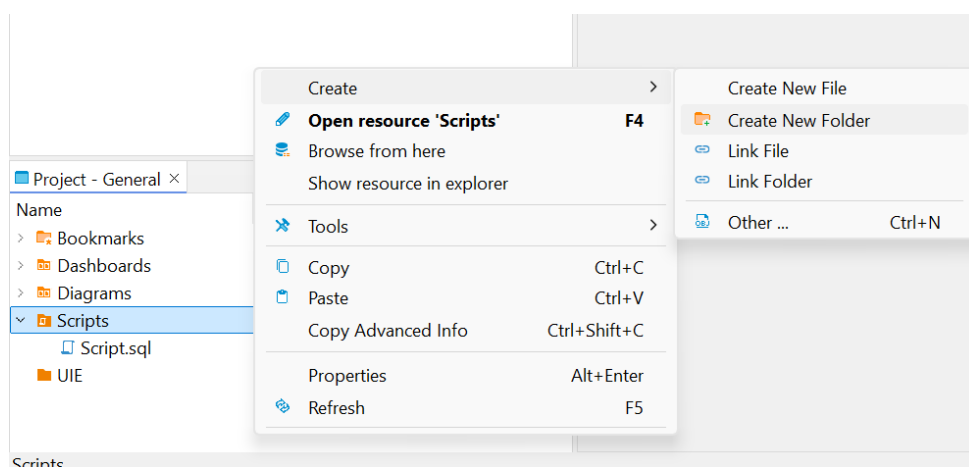 Project - General
Name
Bookmarks
Dashboards
Diagrams
Scripts
Script.sql
UIE
Scripts
Create
Open resource 'Scripts' F4
Browse from here
Show resource in explorer
Tools
Copy Ctrl+C
Paste Ctrl+V
Copy Advanced Info Ctrl+Shift+C
Properties Alt+Enter
Refresh F5
Create New File
Create New Folder
Link File
Link Folder
Other ... Ctrl+N